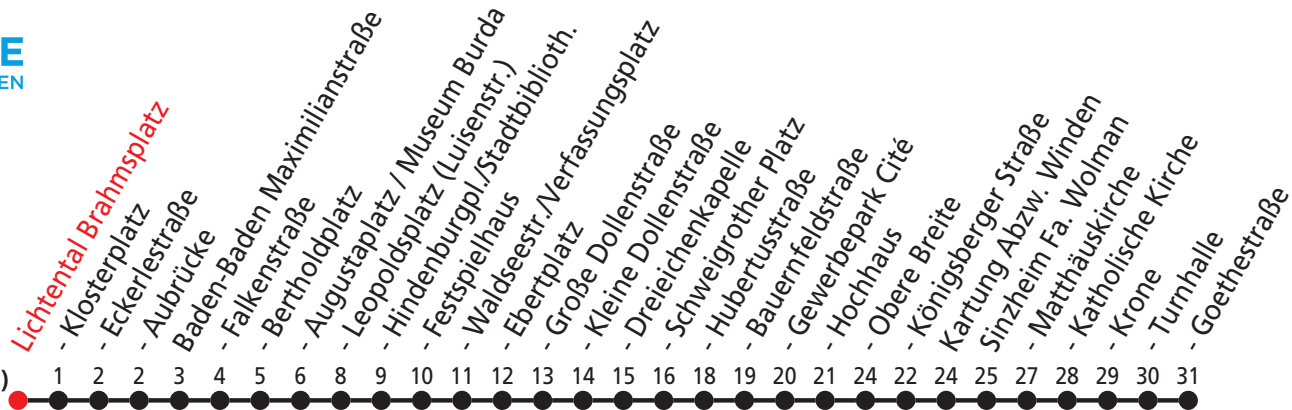 E
EN
Lichtental Brahmsplatz
- Klosterplatz
- Eckerlestraße
- Aubrücke
Baden-Baden Maximilianstraße
- Falkenstraße
- Bertholdplatz
- Augustaplatz / Museum Burda
- Leopoldsplatz (Luisenstr.)
- Hindenburgpl./Stadtbiblioth.
- Festspielhaus
- Waldseestr./Verfassungsplatz
- Ebertplatz
- Große Dollenstraße
- Kleine Dollenstraße
- Dreieichenkapelle
- Schweigrother Platz
- Hubertusstraße
- Bauernfeldstraße
- Gewerbepark Cité
- Hochhaus
- Obere Breite
- Königsberger Straße
Kartung Abzw. Winden
Sinzheim Fa. Wolman
- Matthäuskirche
- Katholische Kirche
- Krone
- Turnhalle
- Goethestraße
) 1 2 2 3 4 5 6 8 9 10 11 12 13 14 15 16 18 19 20 21 24 22 24 25 27 28 29 30 31